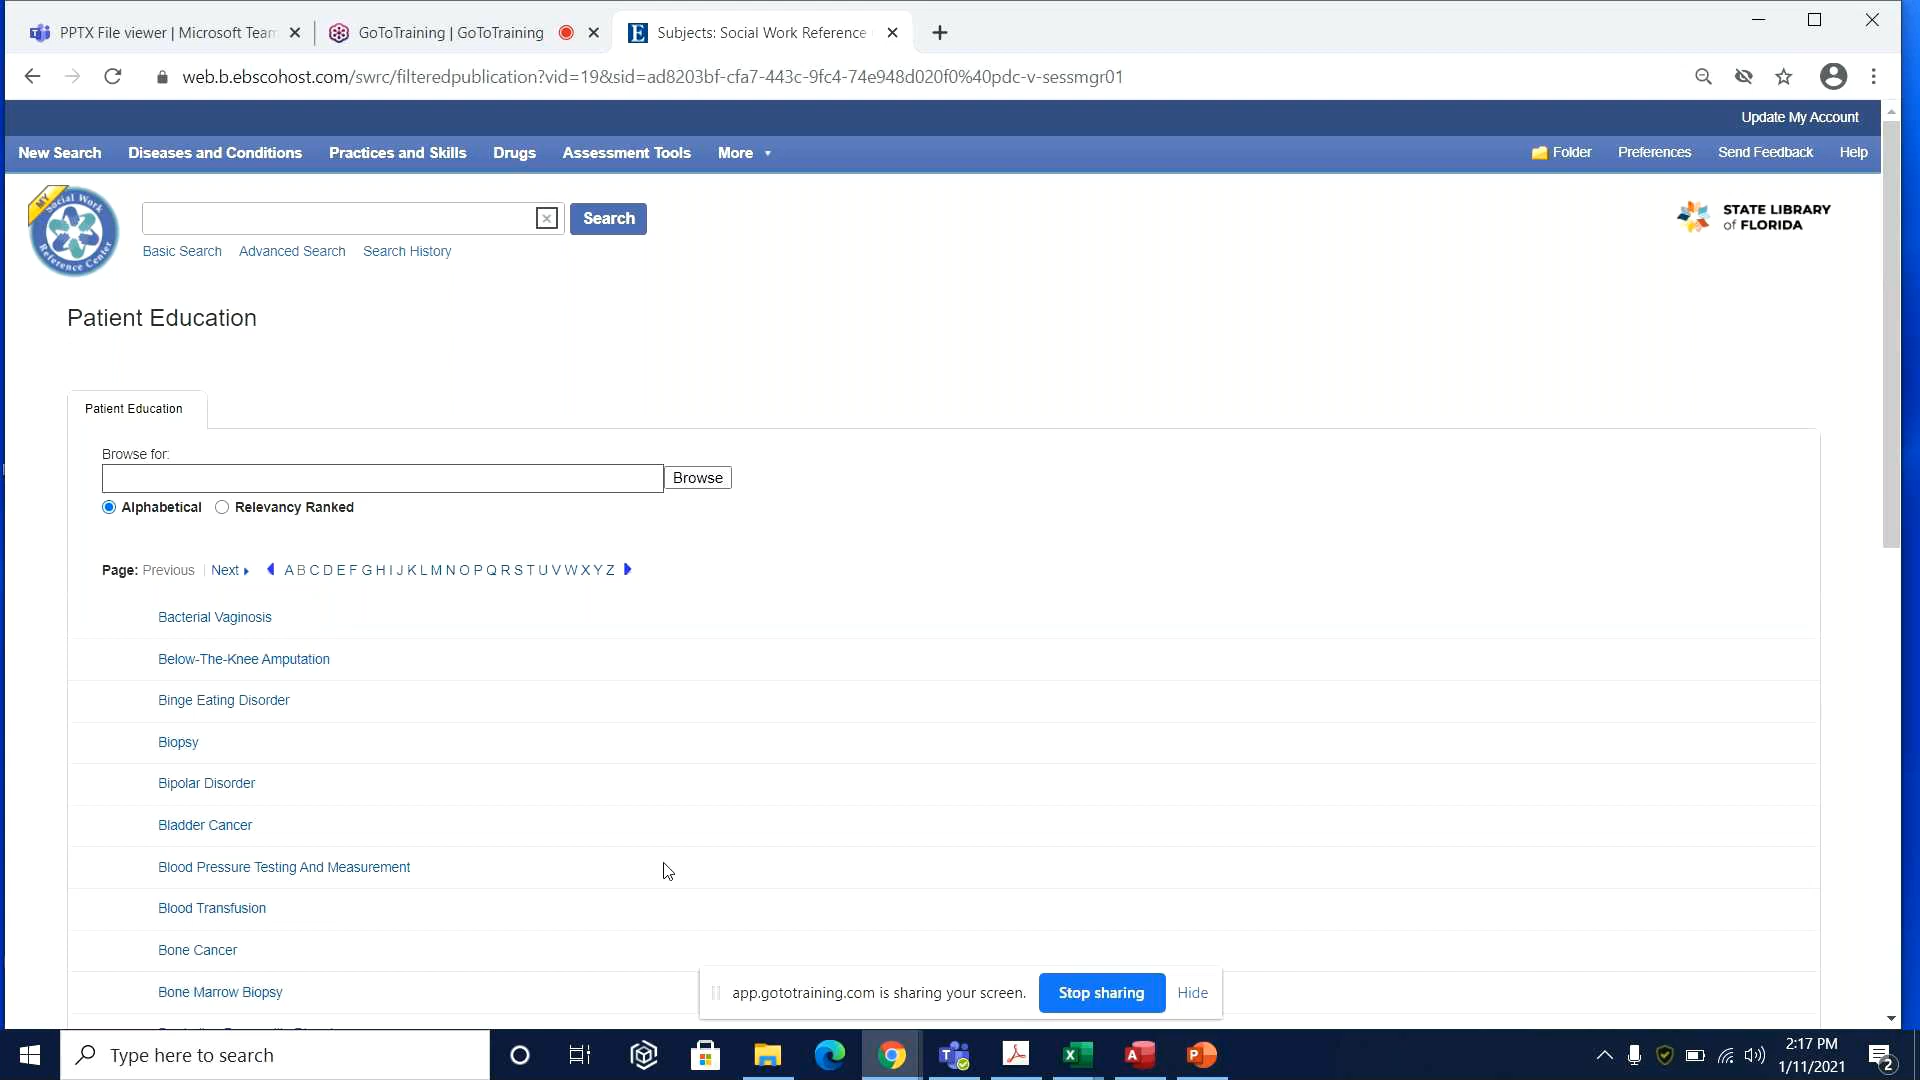 PPTX File viewer | Microsoft Team
GoToTraining | GoToTraining
Subjects: Social Work Reference
web.b.ebscohost.com/swrc/filteredpublication?vid=19&sid=ad8203bf-cfa7-443c-9fc4-74e948d020f0%40pdc-v-sessmgr01
Update My Account
New Search Diseases and Conditions Practices and Skills Drugs Assessment Tools More Folder Preferences Send Feedback Help
MY
Social Work
Reference Center
Search
STATE LIBRARY
of FLORIDA
Basic Search Advanced Search Search History
Patient Education
Patient Education
Browse for:
Browse
Alphabetical Relevancy Ranked
Page: Previous Next A B C D E F G H I J K L M N O P Q R S T U V W X Y Z
Bacterial Vaginosis
Below-The-Knee Amputation
Binge Eating Disorder
Biopsy
Bipolar Disorder
Bladder Cancer
Blood Pressure Testing And Measurement
Blood Transfusion
Bone Cancer
Bone Marrow Biopsy
app.gototraining.com is sharing your screen. Stop sharing Hide
Type here to search
2:17 PM
1/11/2021
2